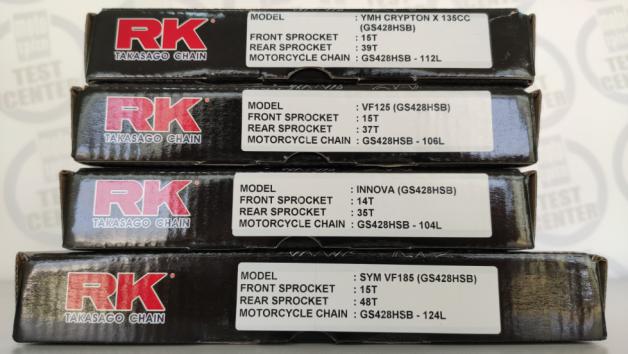 RK
TAKASAGO CHAIN
MODEL : YMH CRYPTON X 135CC
(GS428HSB)
FRONT SPROCKET : 15T
REAR SPROCKET : 39T
MOTORCYCLE CHAIN : GS428HSB - 112L
RK
TAKASAGO CHAIN
MODEL : VF125 (GS428HSB)
FRONT SPROCKET : 15T
REAR SPROCKET : 37T
MOTORCYCLE CHAIN : GS428HSB - 106L
RK
TAKASAGO CHAIN
MODEL : INNOVA (GS428HSB)
FRONT SPROCKET : 14T
REAR SPROCKET : 35T
MOTORCYCLE CHAIN : GS428HSB - 104L
RK
TAKASAGO CHAIN
MODEL : SYM VF185 (GS428HSB)
FRONT SPROCKET : 15T
REAR SPROCKET : 48T
MOTORCYCLE CHAIN : GS428HSB - 124L
TEST
CENTER